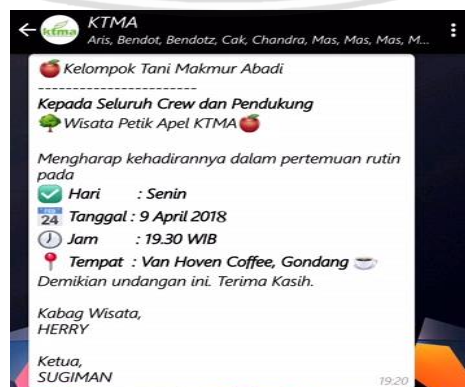 KTMA
ktma
Aris, Bendot, Bendotz, Cak, Chandra, Mas, Mas, Mas, M...
🍎Kelompok Tani Makmur Abadi
-----------------------
Kepada Seluruh Crew dan Pendukung
🌳Wisata Petik Apel KTMA🍎
Mengharap kehadirannya dalam pertemuan rutin
pada
✅ Hari : Senin
📅 Tanggal : 9 April 2018
🕖 Jam : 19.30 WIB
📍 Tempat : Van Hoven Coffee, Gondang ☕
Demikian undangan ini. Terima Kasih.
Kabag Wisata,
HERRY
Ketua,
SUGIMAN
19:20